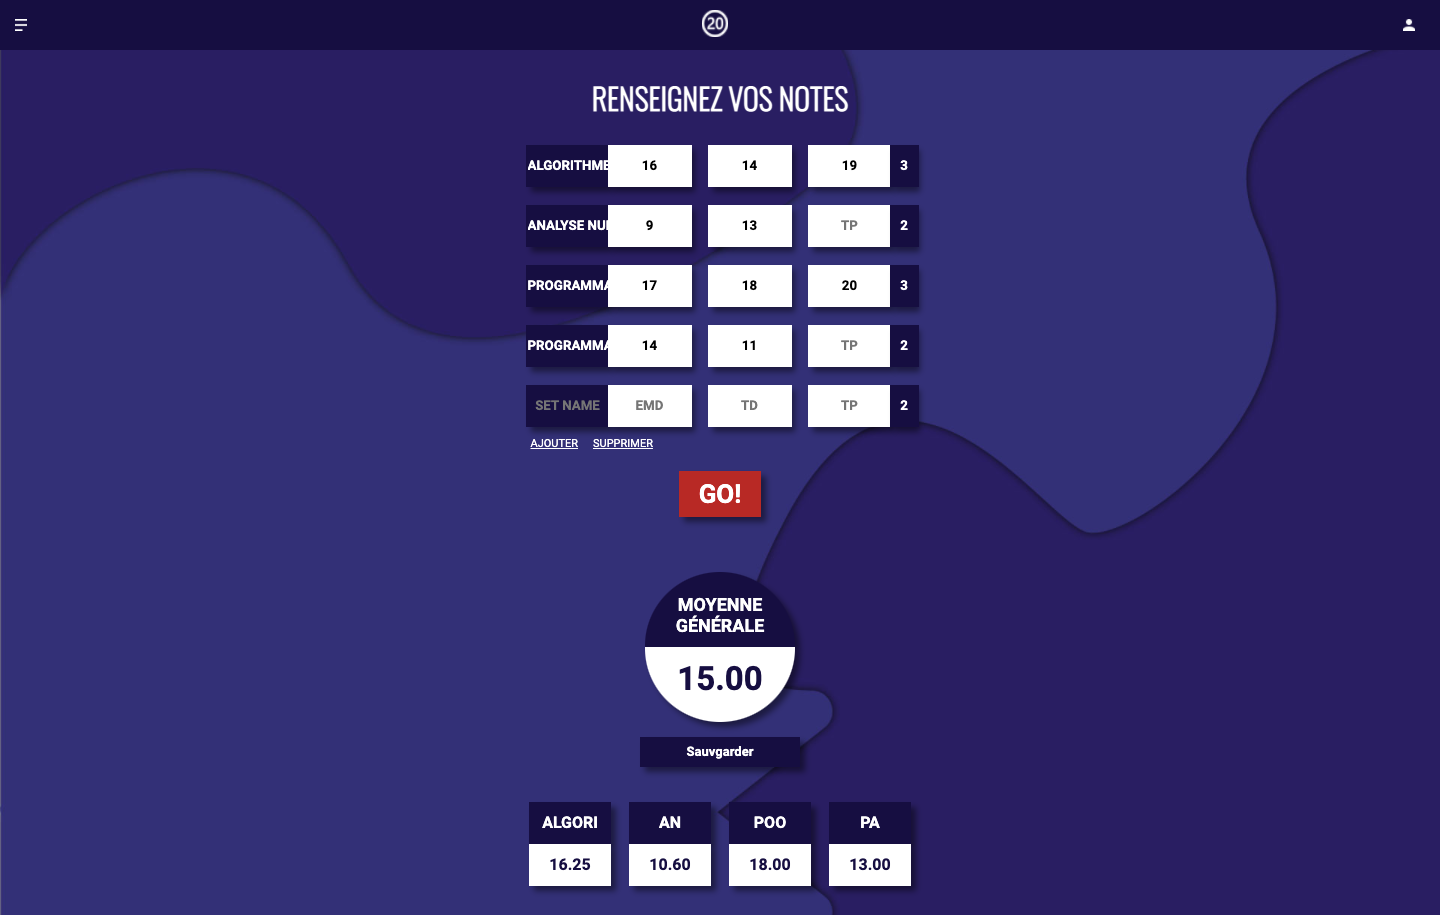 20
RENSEIGNEZ VOS NOTES
ALGORITHME 16 14 19 3
ANALYSE NU 9 13 TP 2
PROGRAMMA 17 18 20 3
PROGRAMMA 14 11 TP 2
SET NAME EMD TD TP 2
AJOUTER SUPPRIMER
GO!
MOYENNE
GÉNÉRALE
15.00
Sauvgarder
ALGORI AN POO PA
16.25 10.60 18.00 13.00